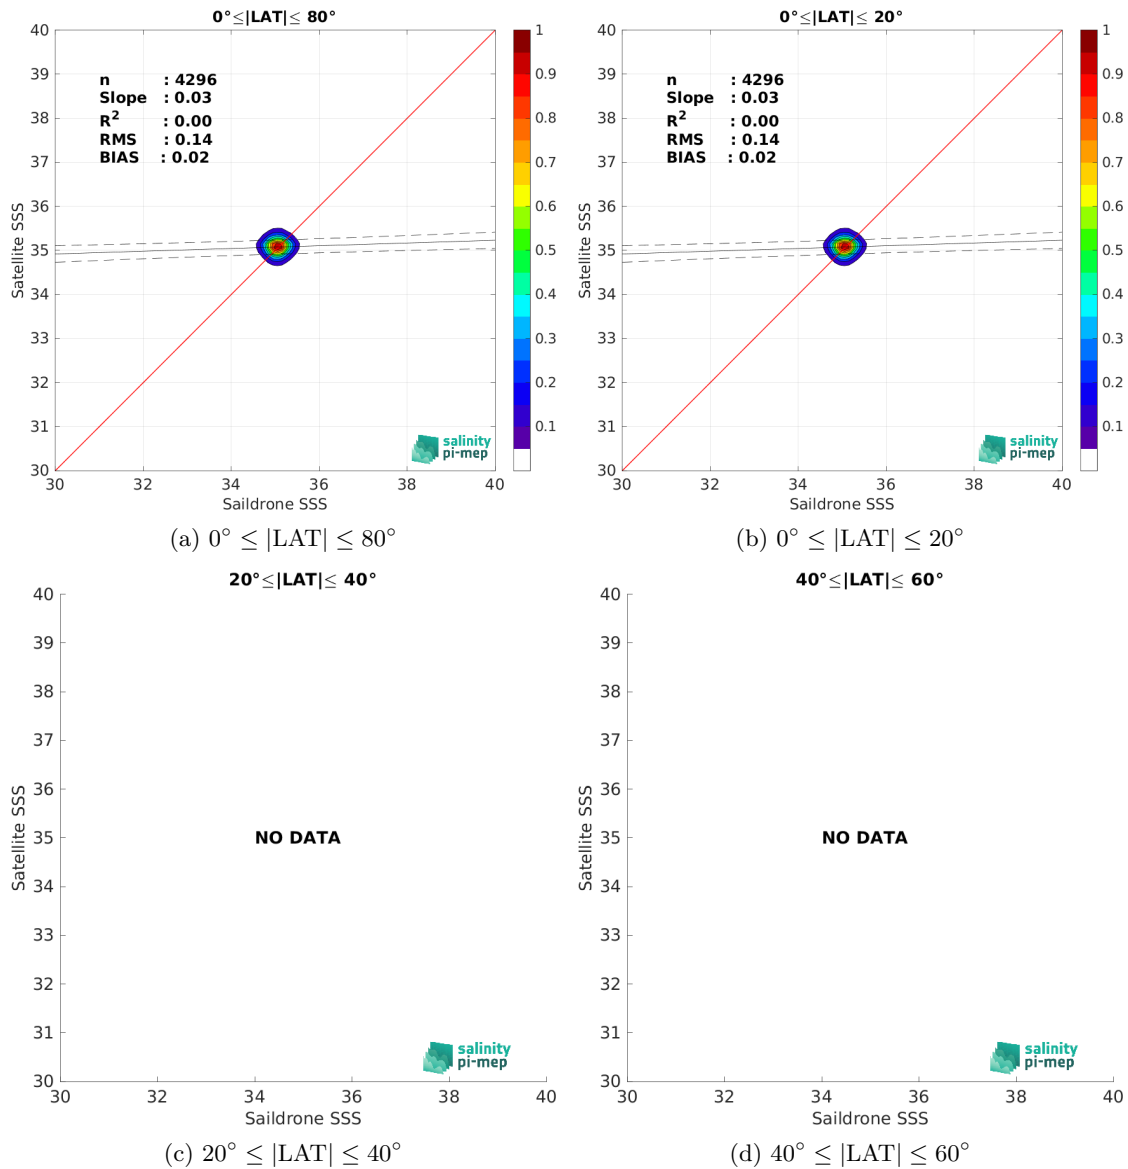 0°≤|LAT|≤ 80°
40
39
38
37
36
35
34
33
32
31
30
Satellite SSS
n : 4296
Slope : 0.03
R² : 0.00
RMS : 0.14
BIAS : 0.02
1
0.9
0.8
0.7
0.6
0.5
0.4
0.3
0.2
0.1
salinity
pi-mep
30 32 34 36 38 40
Saildrone SSS
(a) 0° ≤ |LAT| ≤ 80°
0°≤|LAT|≤ 20°
40
39
38
37
36
35
34
33
32
31
30
Satellite SSS
n : 4296
Slope : 0.03
R² : 0.00
RMS : 0.14
BIAS : 0.02
1
0.9
0.8
0.7
0.6
0.5
0.4
0.3
0.2
0.1
salinity
pi-mep
30 32 34 36 38 40
Saildrone SSS
(b) 0° ≤ |LAT| ≤ 20°
20°≤|LAT|≤ 40°
40
39
38
37
36
35
34
33
32
31
30
Satellite SSS
NO DATA
salinity
pi-mep
30 32 34 36 38 40
Saildrone SSS
(c) 20° ≤ |LAT| ≤ 40°
40°≤|LAT|≤ 60°
40
39
38
37
36
35
34
33
32
31
30
Satellite SSS
NO DATA
salinity
pi-mep
30 32 34 36 38 40
Saildrone SSS
(d) 40° ≤ |LAT| ≤ 60°